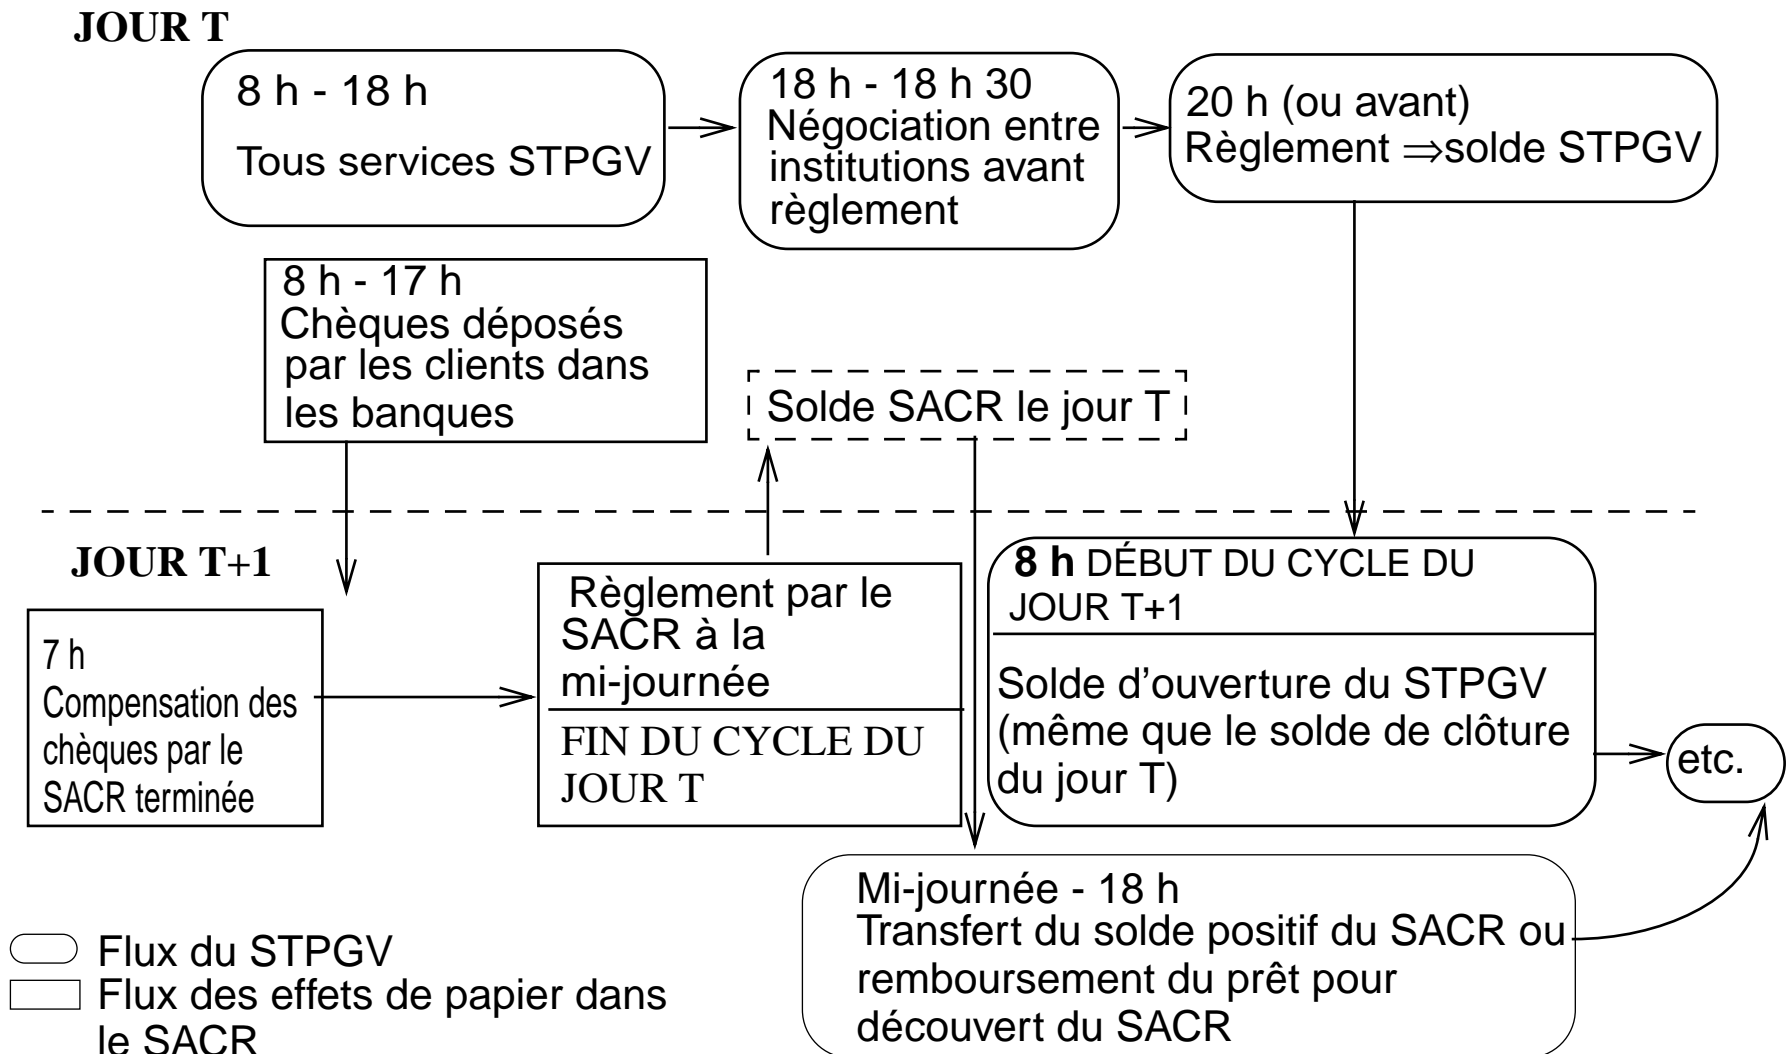 JOUR T
8 h - 18 h
Tous services STPGV
18 h - 18 h 30
Négociation entre
institutions avant
règlement
20 h (ou avant)
Règlement ⇒solde STPGV
8 h - 17 h
Chèques déposés
par les clients dans
les banques
Solde SACR le jour T
JOUR T+1
7 h
Compensation des
chèques par le
SACR terminée
Règlement par le
SACR à la
mi-journée
FIN DU CYCLE DU
JOUR T
8 h DÉBUT DU CYCLE DU
JOUR T+1
Solde d'ouverture du STPGV
(même que le solde de clôture
du jour T)
etc.
Mi-journée - 18 h
Transfert du solde positif du SACR ou
remboursement du prêt pour
découvert du SACR
Flux du STPGV
Flux des effets de papier dans
le SACR